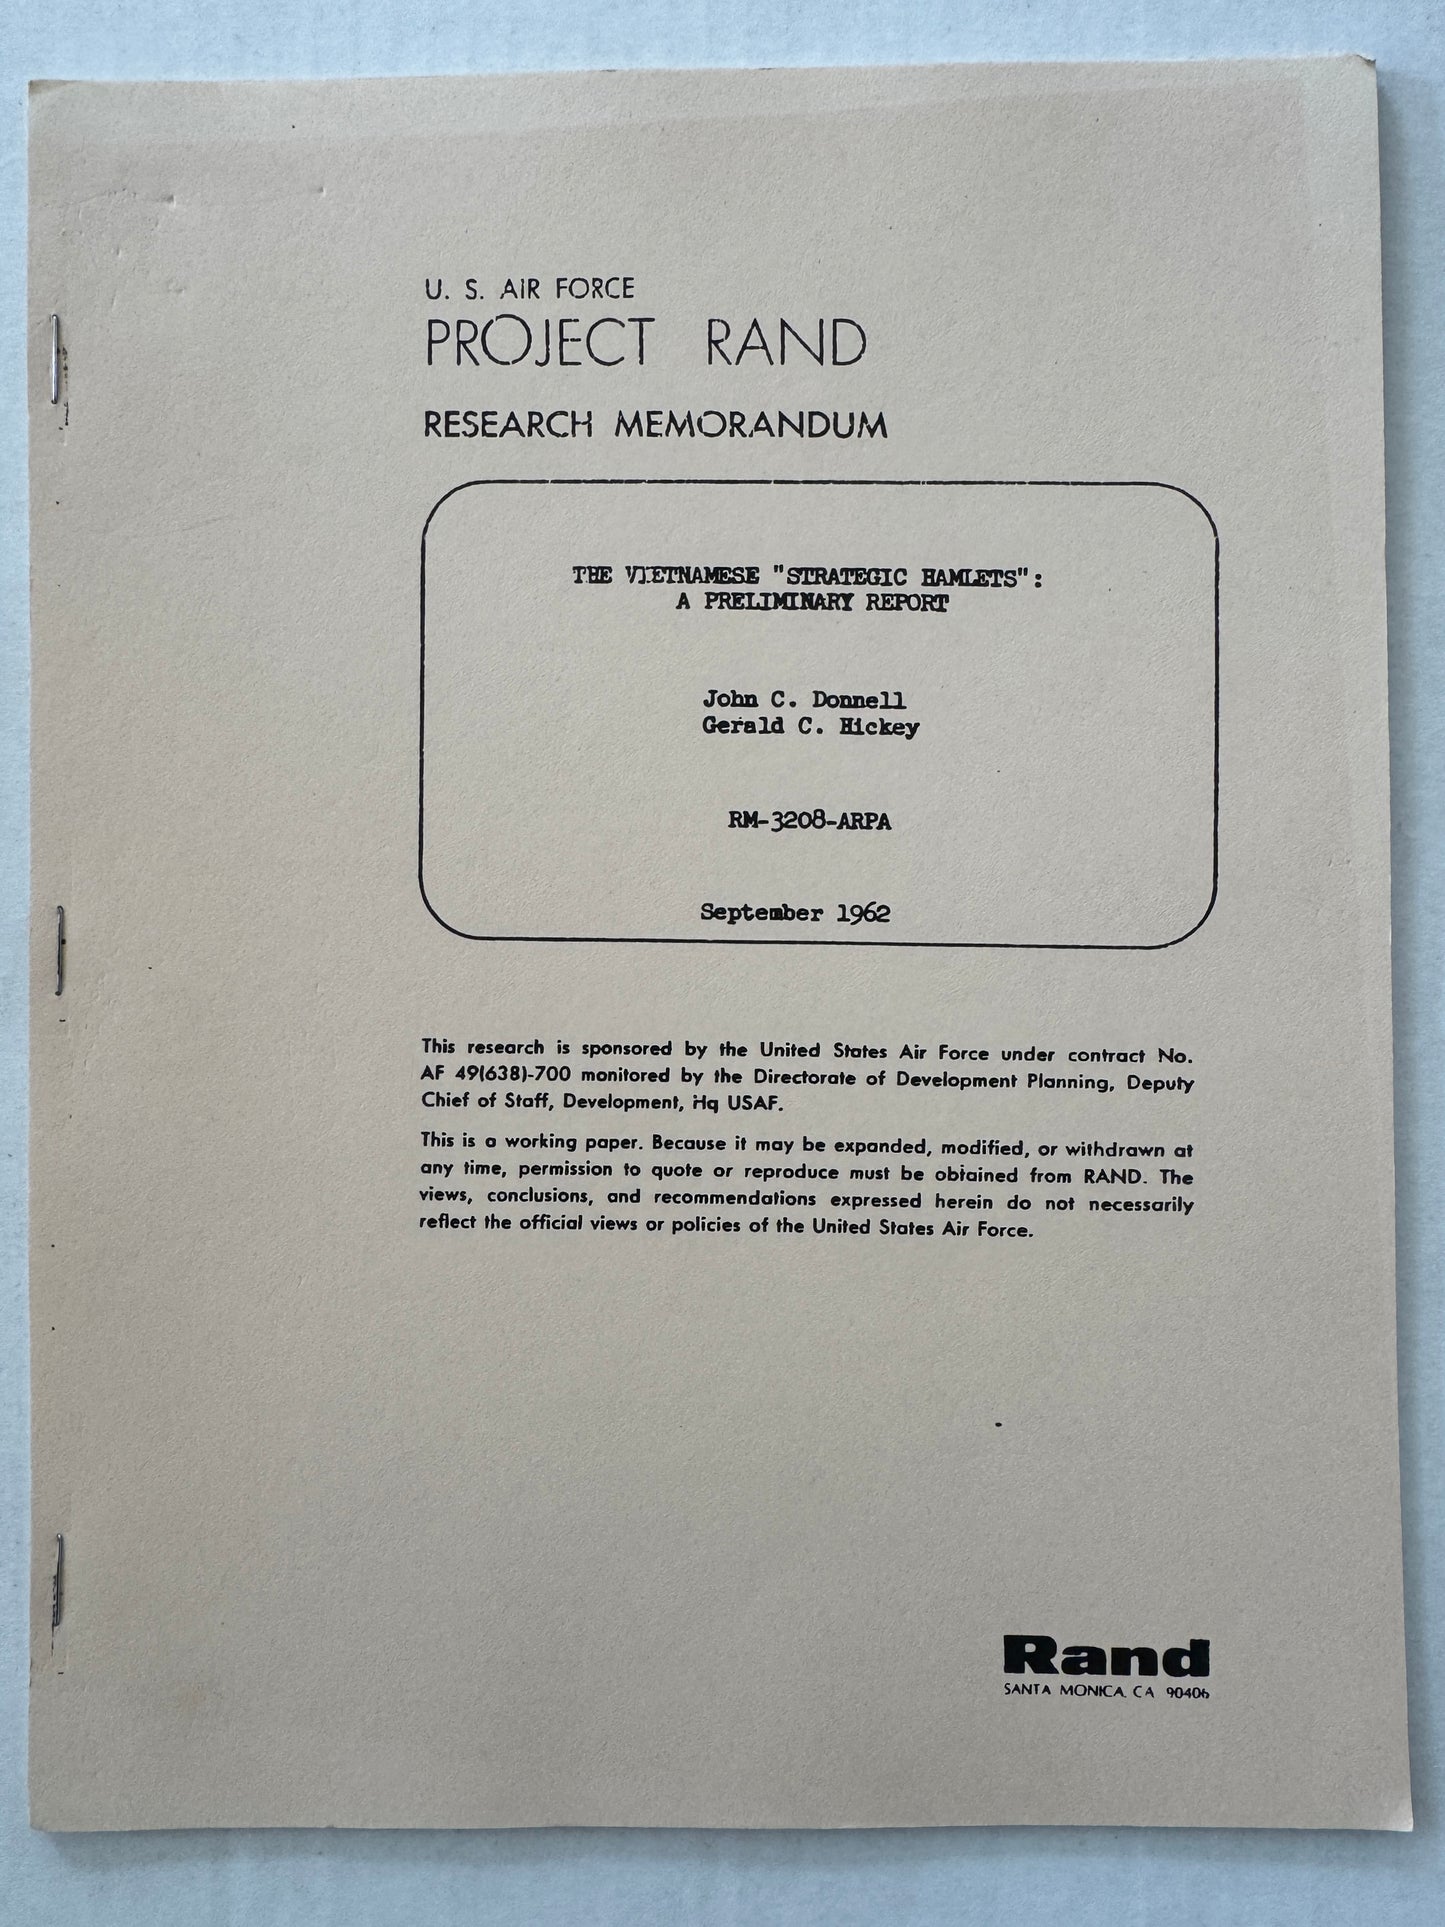 U. S. AIR FORCE
PROJECT RAND
RESEARCH MEMORANDUM
THE VIETNAMESE "STRATEGIC HAMLETS":
A PRELIMINARY REPORT
John C. Donnell
Gerald C. Hickey
RM-3208-ARPA
September 1962
This research is sponsored by the United States Air Force under contract No.
AF 49(638)-700 monitored by the Directorate of Development Planning, Deputy
Chief of Staff, Development, Hq USAF.
This is a working paper. Because it may be expanded, modified, or withdrawn at
any time, permission to quote or reproduce must be obtained from RAND. The
views, conclusions, and recommendations expressed herein do not necessarily
reflect the official views or policies of the United States Air Force.
Rand
SANTA MONICA, CA 90406